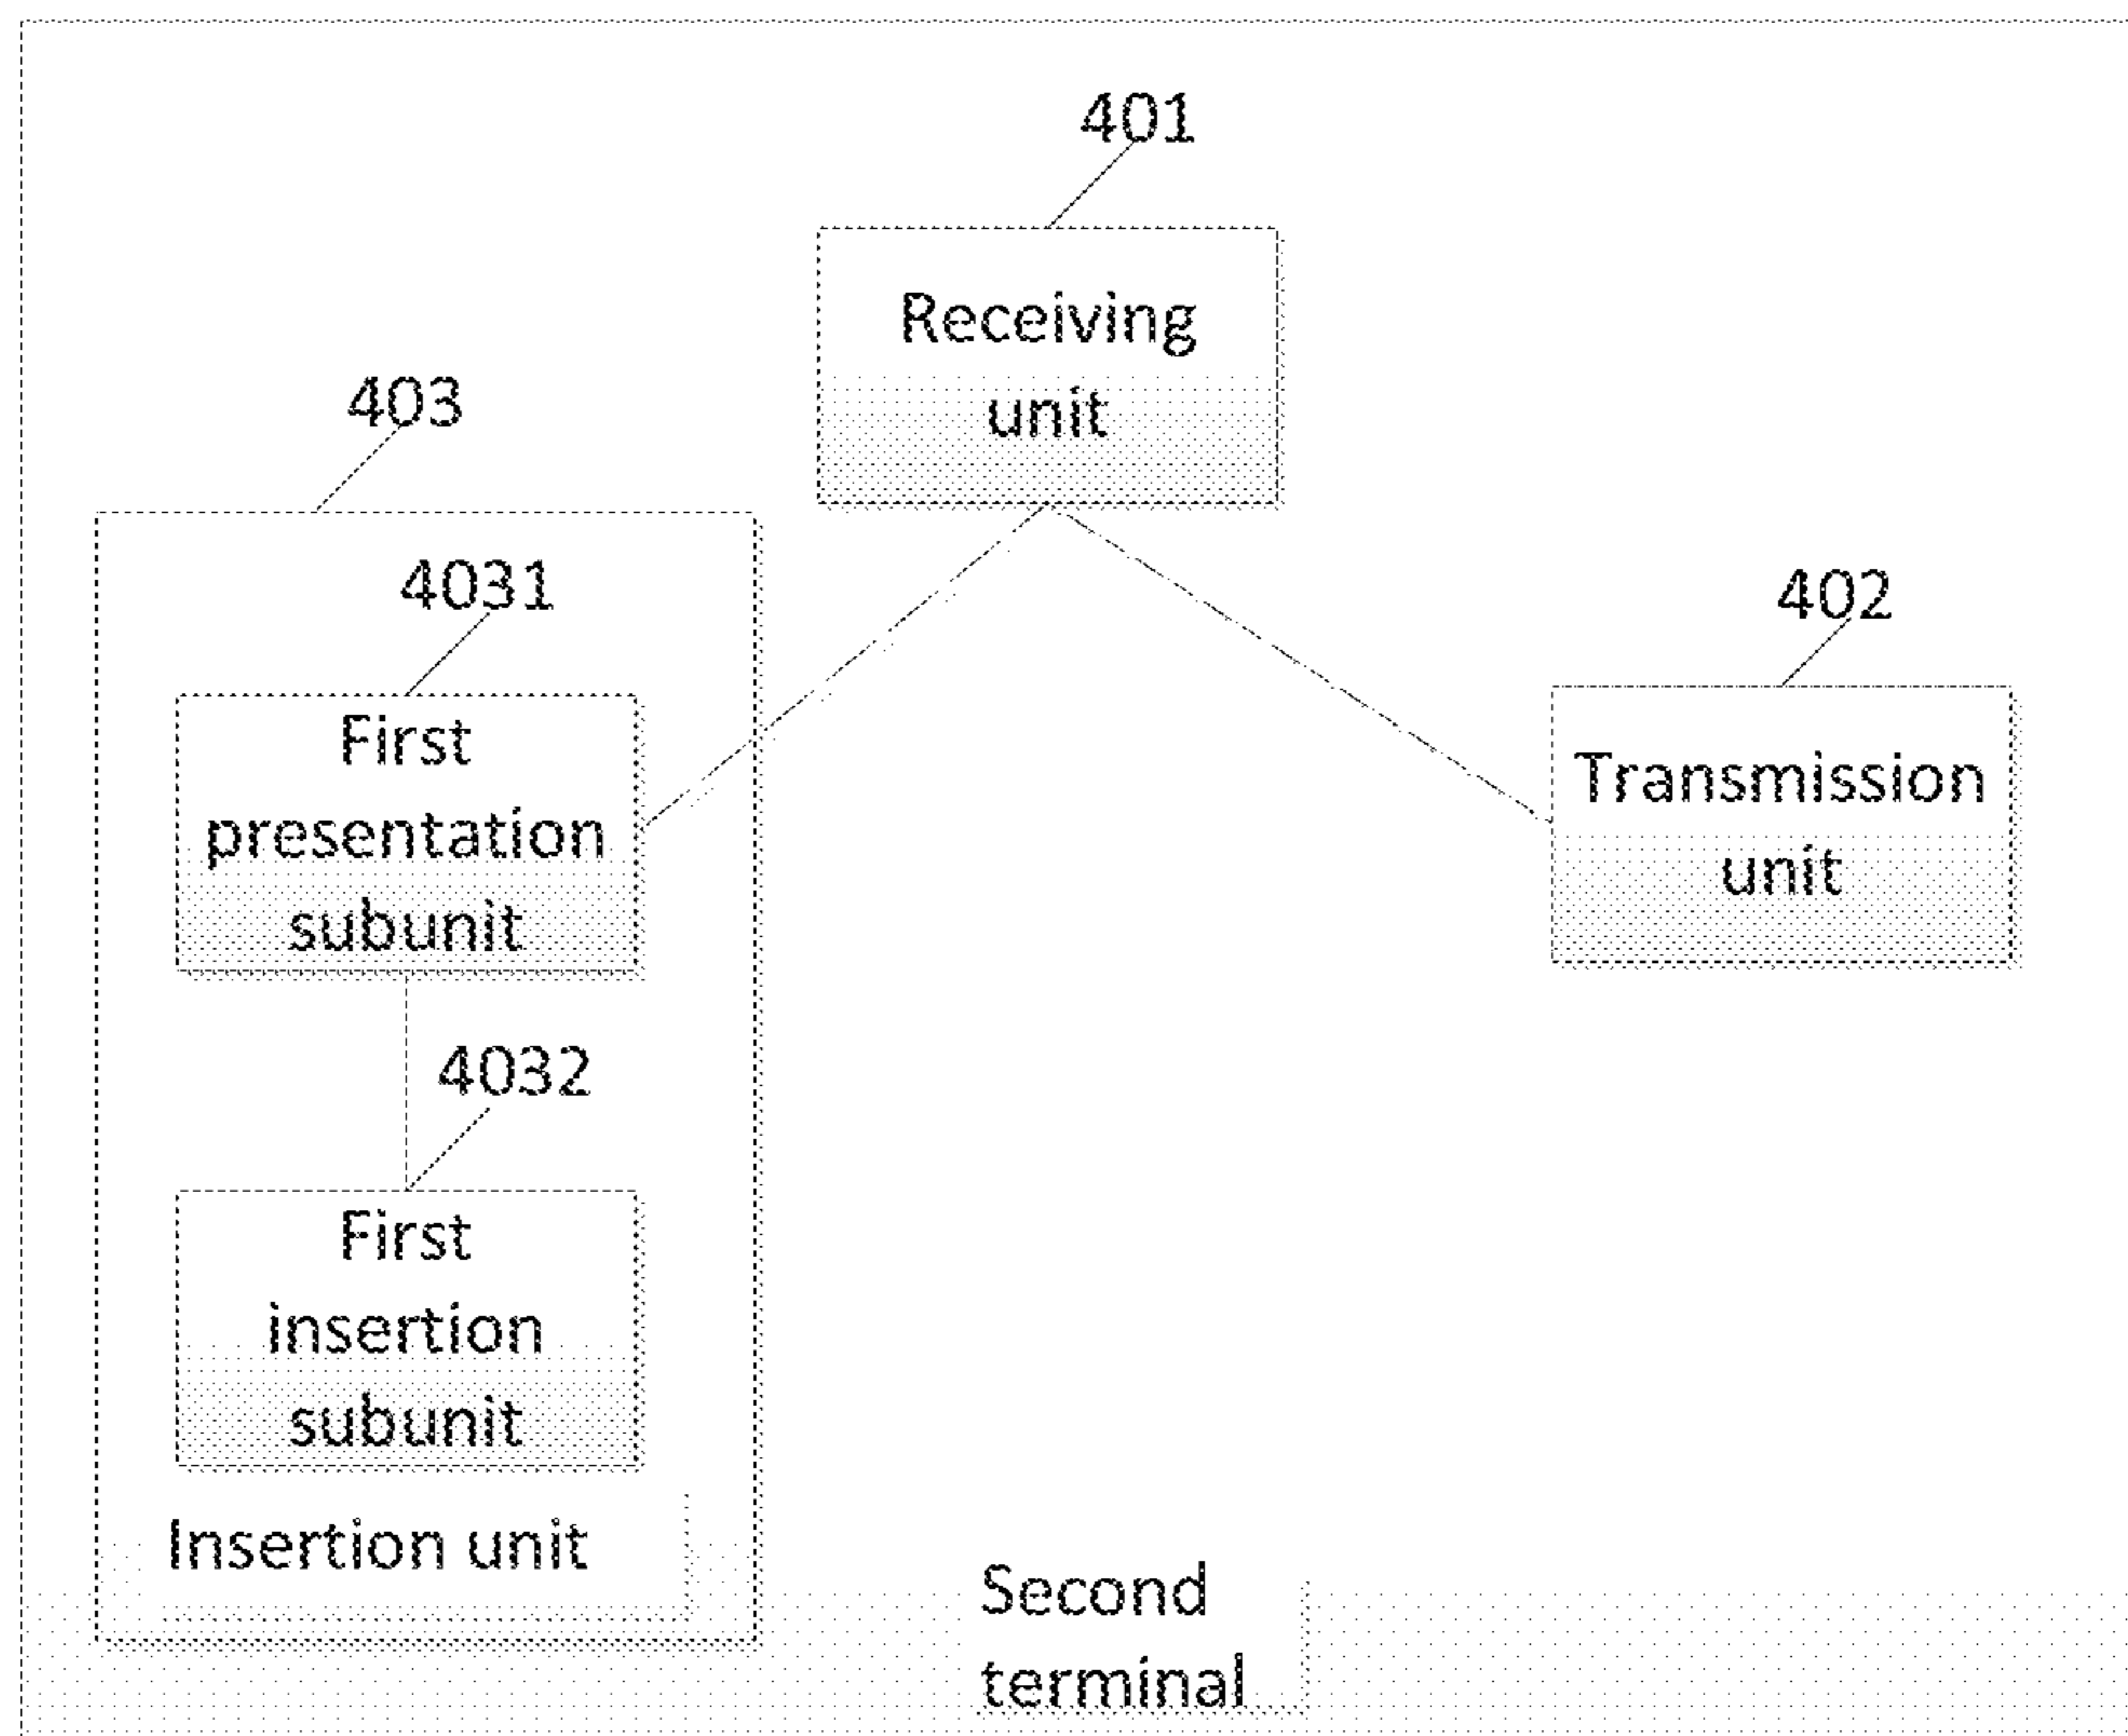 401
Receiving
unit
403
4031
First
presentation
subunit
402
Transmission
unit
4032
First
insertion
subunit
Insertion unit
Second
terminal